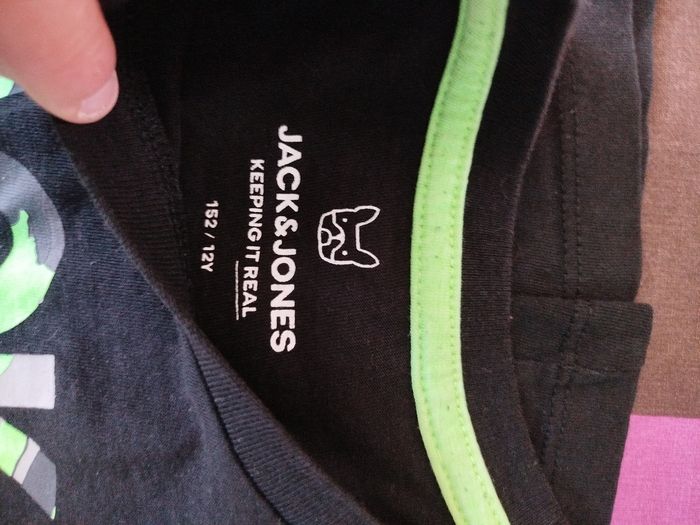 JACK&JONES
KEEPING IT REAL
152 / 12Y